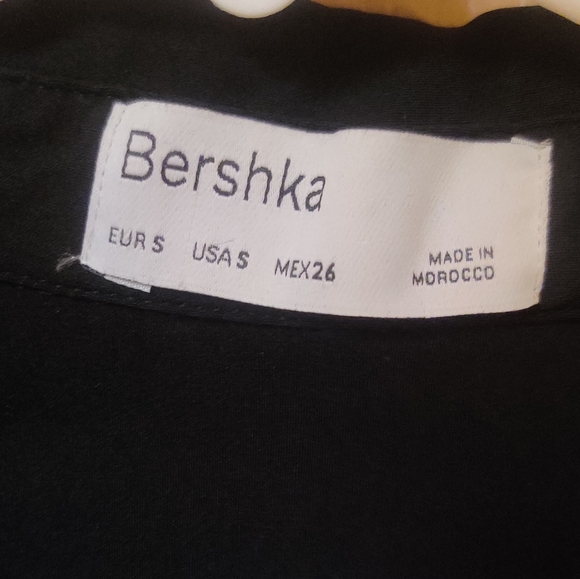 Bershka
EUR S USA S MEX 26
MADE IN
MOROCCO